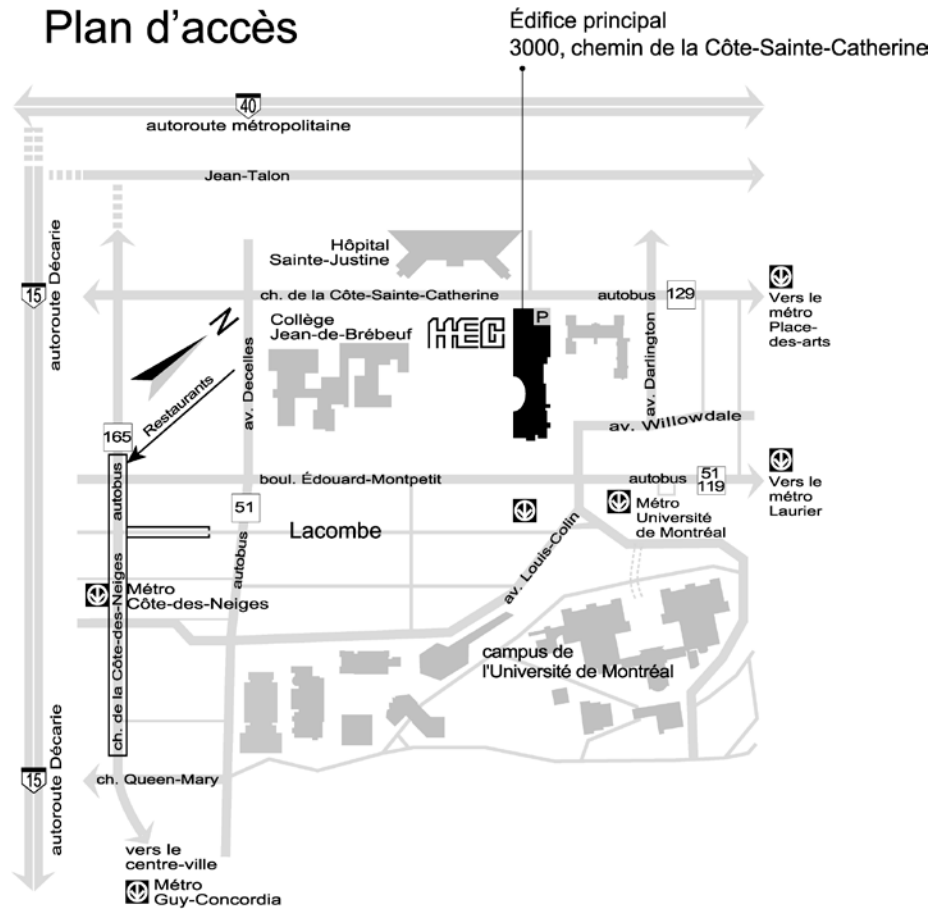 Plan d'accès
Édifice principal
3000, chemin de la Côte-Sainte-Catherine
40
autoroute métropolitaine
Jean-Talon
autoroute Décarie
15
Hôpital
Sainte-Justine
ch. de la Côte-Sainte-Catherine
autobus
129
Vers le
métro
Place-
des-arts
N
Collège
Jean-de-Brébeuf
HEC
P
av. Decelles
av. Darlington
Restaurants
av. Willowdale
165
autobus
boul. Édouard-Montpetit
autobus
51
119
Vers le
métro
Laurier
51
autobus
Lacombe
Métro
Université
de Montréal
av. Louis-Colin
Métro
Côte-des-Neiges
ch. de la Côte-des-Neiges
campus de
l'Université de Montréal
15
autoroute Décarie
ch. Queen-Mary
vers le
centre-ville
Métro
Guy-Concordia